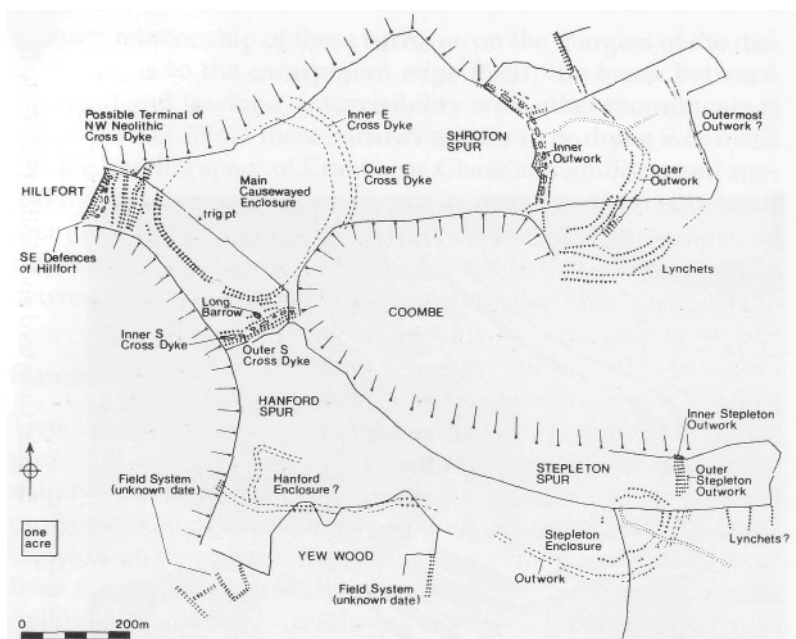 Possible Terminal of
NW Neolithic
Cross Dyke
HILLFORT
SE Defences
of Hillfort
trig pt
Main
Causewayed
Enclosure
Inner E
Cross Dyke
Outer E
Cross Dyke
SHROTON
SPUR
Inner
Outwork
Outer
Outwork
Outermost
Outwork ?
Lynchets
Long
Barrow
Inner S
Cross Dyke
Outer S
Cross Dyke
COOMBE
HANFORD
SPUR
Field System
(unknown date)
Hanford
Enclosure ?
YEW WOOD
Field System
(unknown date)
STEPLETON
SPUR
Inner Stepleton
Outwork
Outer
Stepleton
Outwork
Stepleton
Enclosure
Outwork
Lynchets ?
one
acre
0
200m